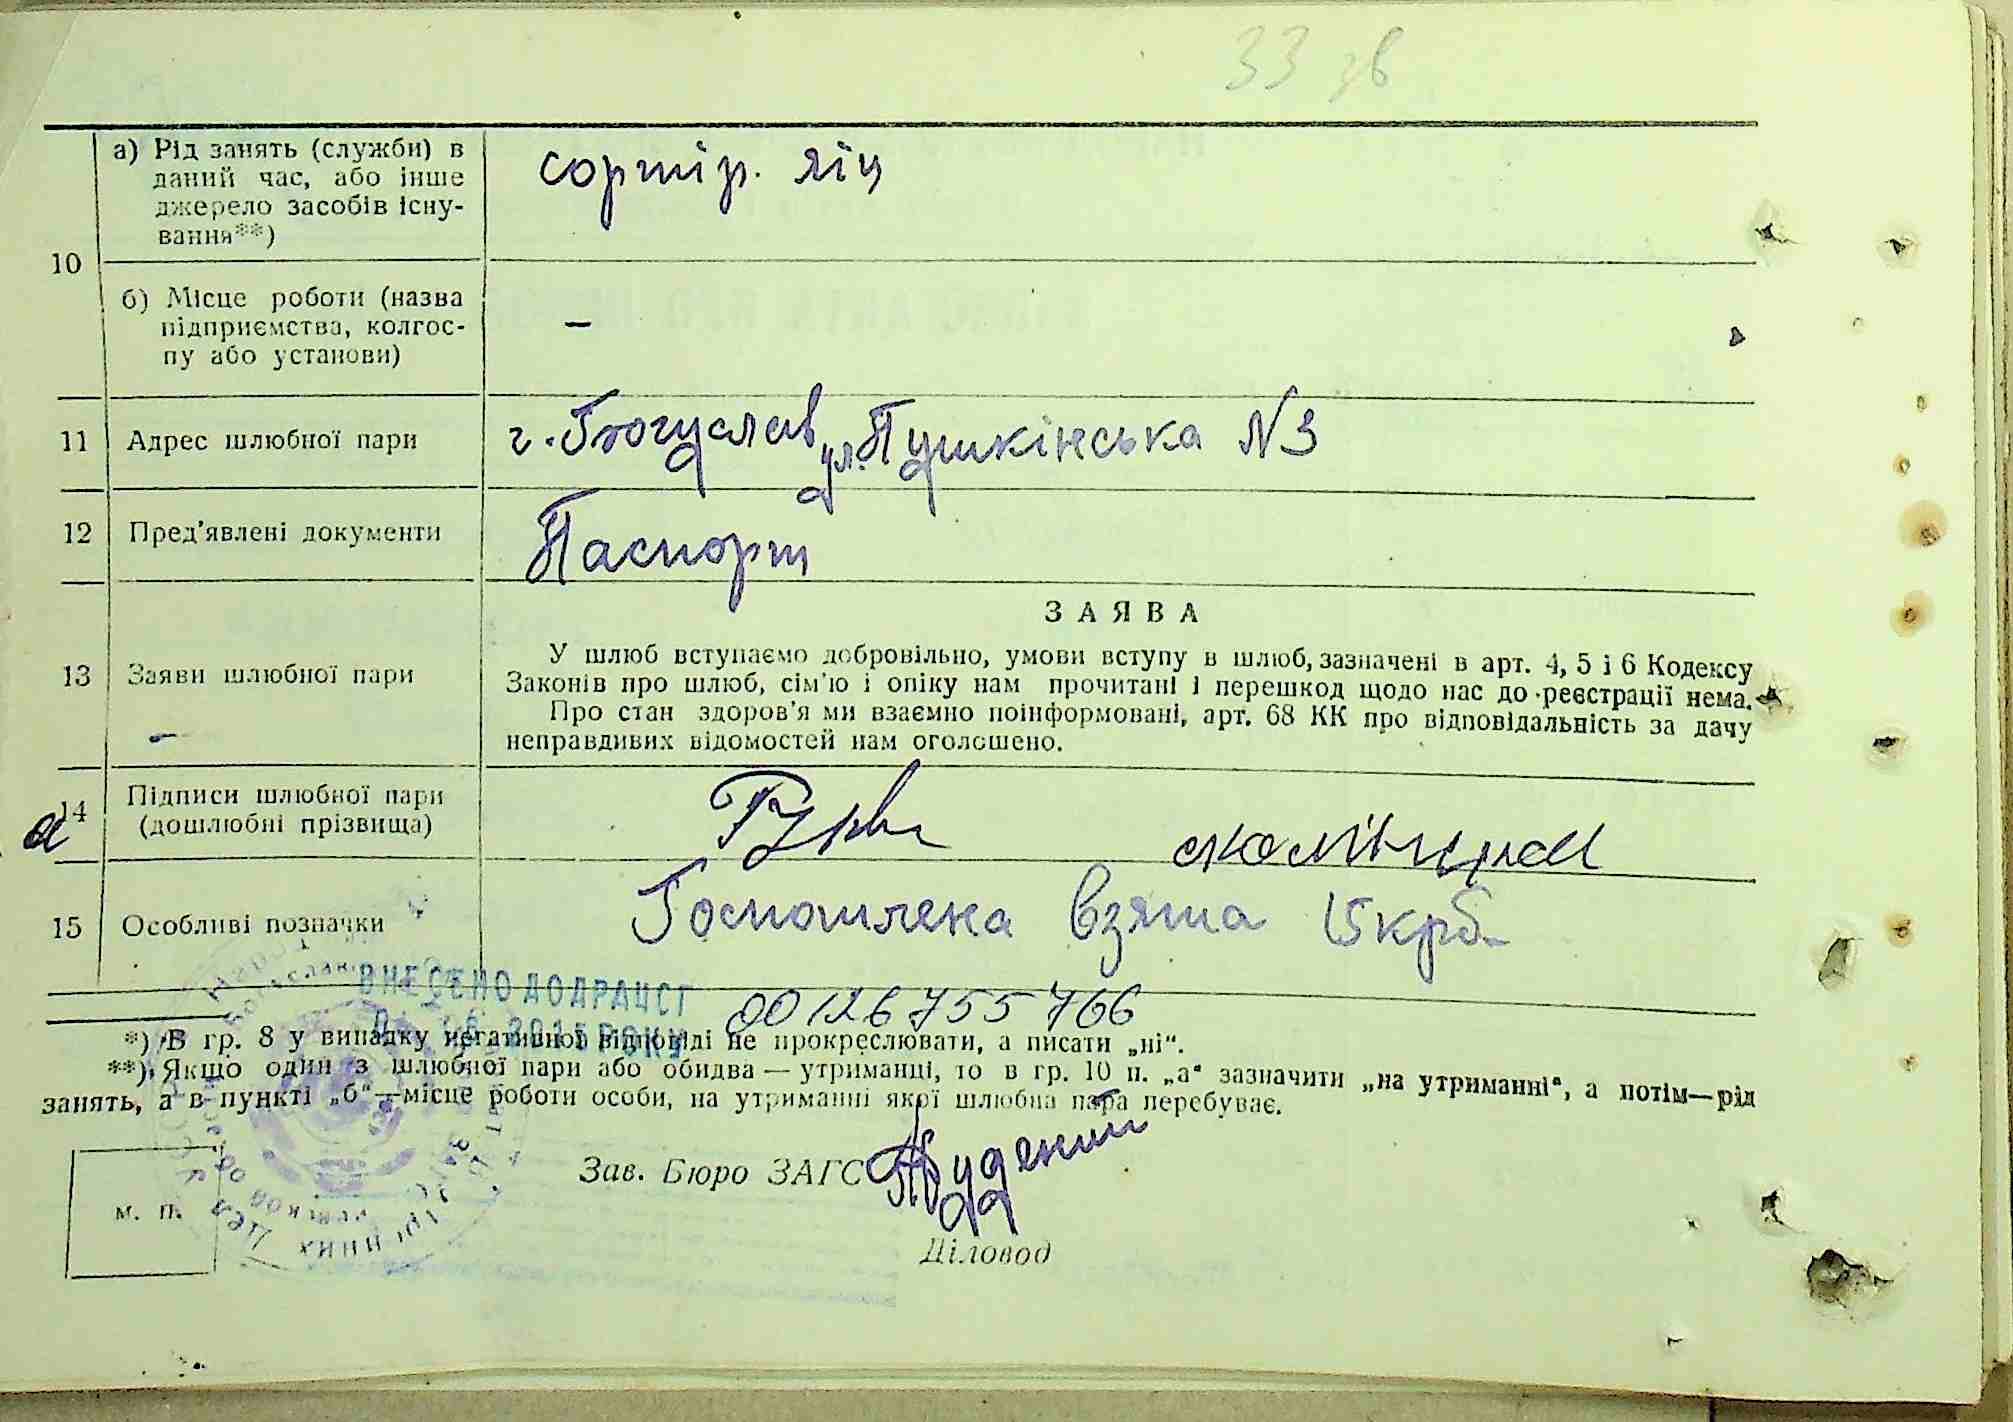 33 зв
а) Рід занять (служби) в
даний час, або інше
джерело засобів існу-
вання**)
сортір. яіц
10
б) Місце роботи (назва
підприємства, колгос-
пу або установи)
–
11 Адрес шлюбної пари г. Богуслав ул. Пушкінська N 3
12 Пред'явлені документи Паспорт
ЗАЯВА
13 Заяви шлюбної пари
У шлюб вступаємо добровільно, умови вступу в шлюб, зазначені в арт. 4, 5 і 6 Кодексу
Законів про шлюб, сім'ю і опіку нам прочитані і перешкод щодо нас до реєстрації нема.
Про стан здоров'я ми взаємно поінформовані, арт. 68 КК про відповідальність за дачу
неправдивих відомостей нам оголошено.
14 Підписи шлюбної пари
(дошлюбні прізвища)
15 Особливі позначки Госпошлена взята 15 крб.
ВНЕСЕНО ДО ДРАЦСГ
2015 РОКУ
00126755766
*) В гр. 8 у випадку негативної відповіді не прокреслювати, а писати „ні“.
**) Якщо один з шлюбної пари або обидва — утриманці, то в гр. 10 п. „а“ зазначити „на утриманні“, а потім—рід
занять, а в пункті „б“—місце роботи особи, на утриманні якої шлюбна пара перебуває.
Зав. Бюро ЗАГС
м. п.
Діловод